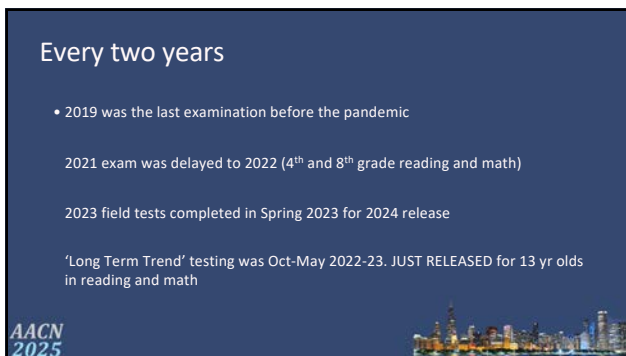 Every two years
• 2019 was the last examination before the pandemic
2021 exam was delayed to 2022 (4th and 8th grade reading and math)
2023 field tests completed in Spring 2023 for 2024 release
‘Long Term Trend’ testing was Oct-May 2022-23. JUST RELEASED for 13 yr olds
in reading and math
AACN
2025